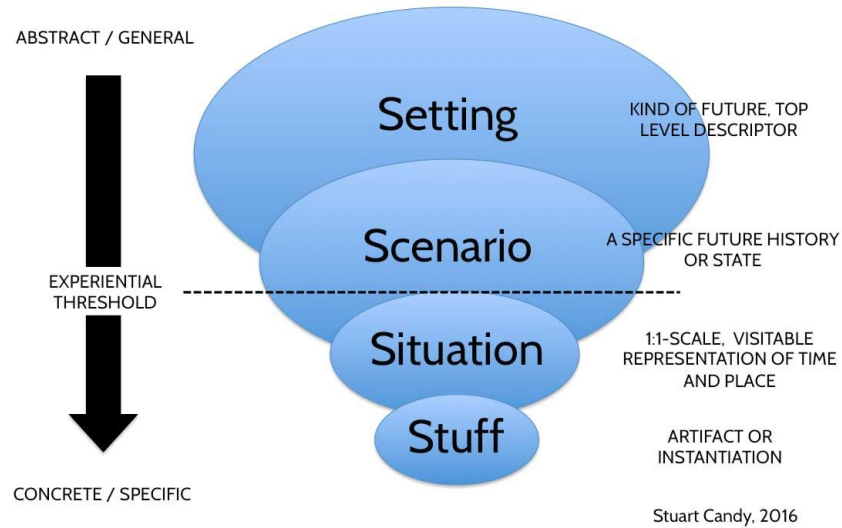 ABSTRACT / GENERAL
Setting
KIND OF FUTURE, TOP
LEVEL DESCRIPTOR
Scenario
A SPECIFIC FUTURE HISTORY
OR STATE
EXPERIENTIAL
THRESHOLD
Situation
1:1-SCALE, VISITABLE
REPRESENTATION OF TIME
AND PLACE
Stuff
ARTIFACT OR
INSTANTIATION
CONCRETE / SPECIFIC
Stuart Candy, 2016